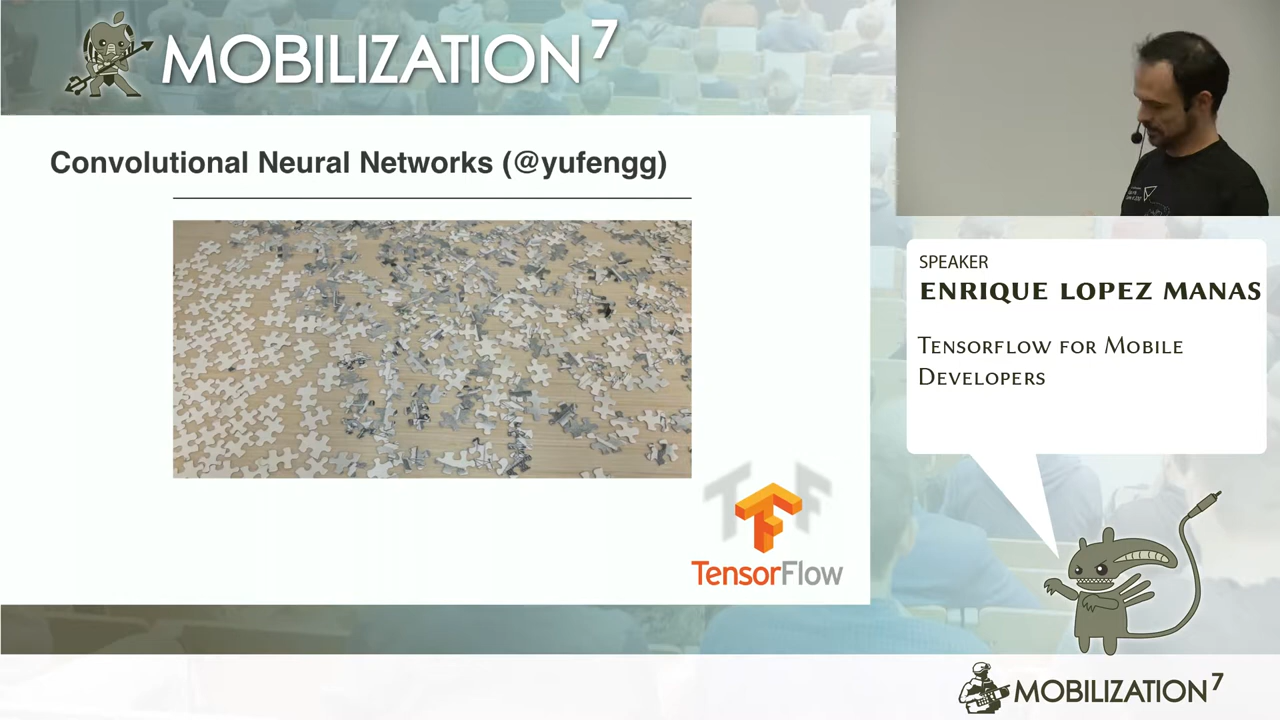 MOBILIZATION 7
Convolutional Neural Networks (@yufengg)
TensorFlow
SPEAKER
ENRIQUE LOPEZ MANAS
TENSORFLOW FOR MOBILE
DEVELOPERS
MOBILIZATION 7